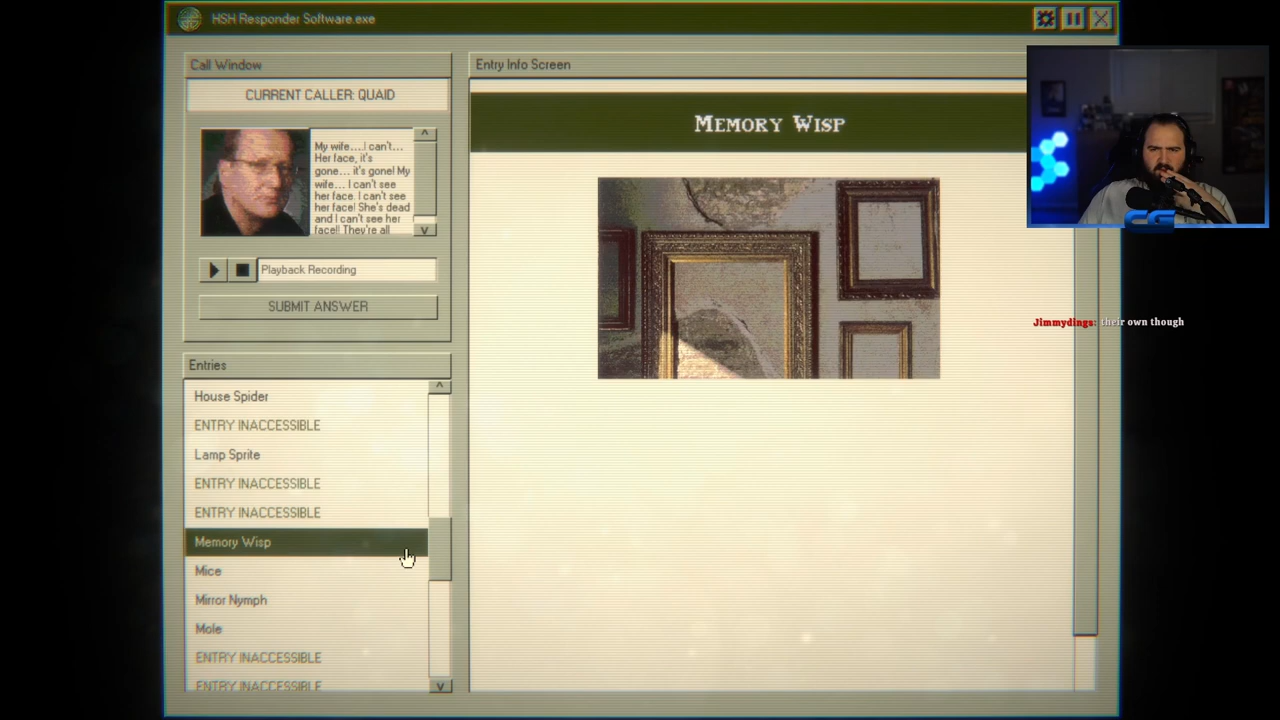 HSH Responder Software.exe
Call Window
CURRENT CALLER: QUAID
My wife....I can't...
Her face, it's
gone... it's gone! My
wife... I can't see
her face. I can't see
her face! She's dead
and I can't see her
face!! They're all
Playback Recording
SUBMIT ANSWER
Entries
House Spider
ENTRY INACCESSIBLE
Lamp Sprite
ENTRY INACCESSIBLE
ENTRY INACCESSIBLE
Memory Wisp
Mice
Mirror Nymph
Mole
ENTRY INACCESSIBLE
ENTRY INACCESSIBLE
Entry Info Screen
Memory Wisp
CG
Jimmydings: their own though